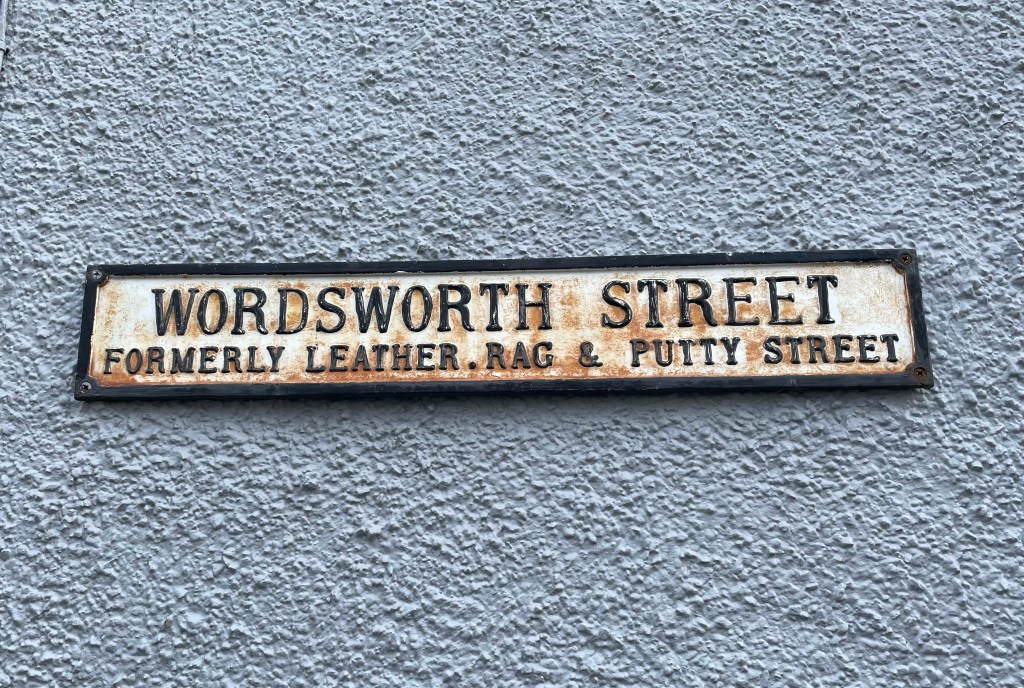 WORDSWORTH STREET
FORMERLY LEATHER. RAG & PUTTY STREET